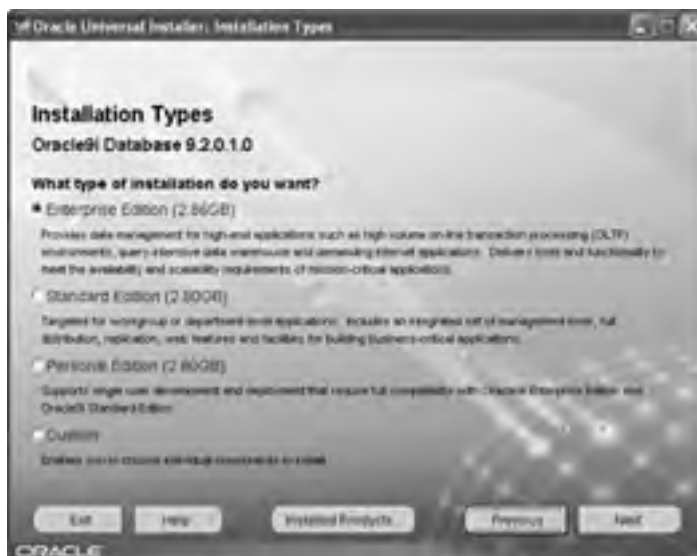 Oracle Universal Installer: Installation Types
Installation Types
Oracle9i Database 9.2.0.1.0
What type of installation do you want?
Enterprise Edition (2.86GB)
Provides data management for high-end applications such as high volume on-line transaction processing (OLTP)
environments, query intensive data warehouse and demanding internet applications. Delivers tools and functionality to
meet the availability and scalability requirements of mission-critical applications.
Standard Edition (2.80GB)
Targeted for workgroup or department level applications. Includes an integrated set of management tools, full
distribution, replication, web features and facilities for building business-critical applications.
Personal Edition (2.80GB)
Supports single user development and deployment that require full compatibility with Oracle9i Enterprise Edition and
Oracle9i Standard Edition.
Custom
Enables you to choose individual components to install.
Exit
Help
Installed Products
Previous
Next
ORACLE